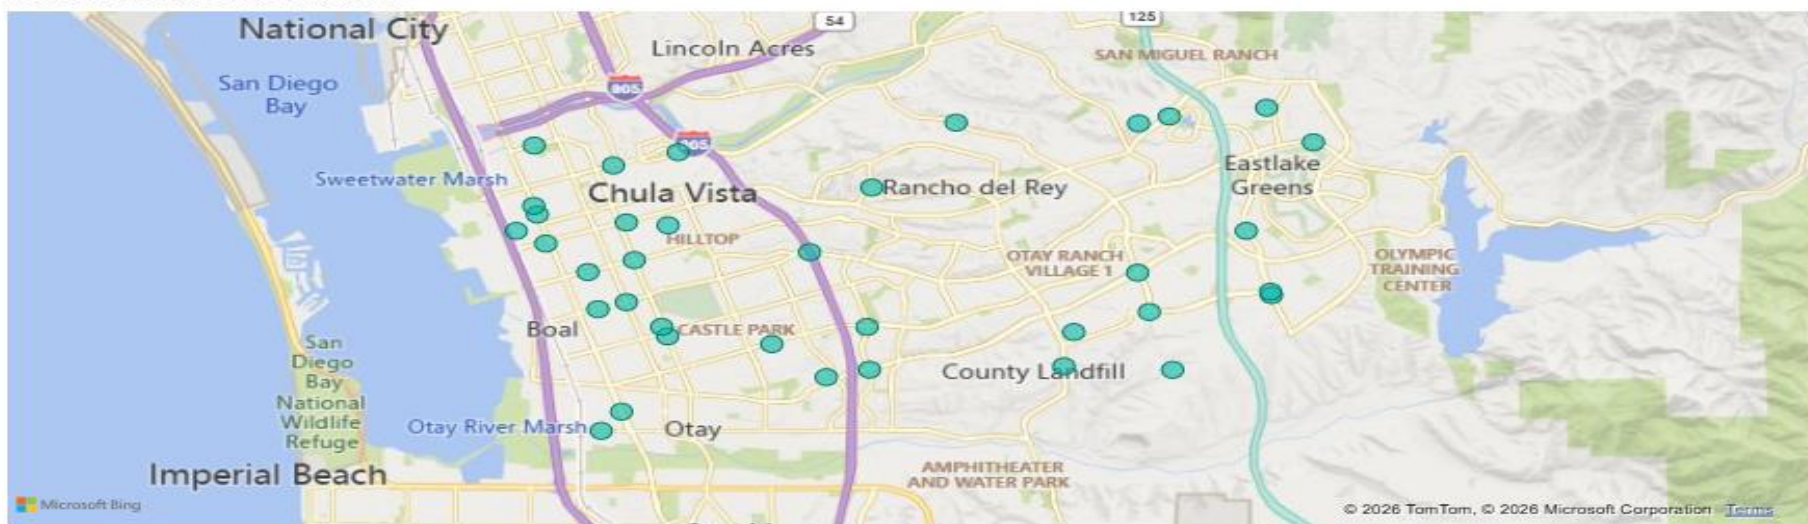 National City
54
125
Lincoln Acres
SAN MIGUEL RANCH
San Diego
Bay
805
805
Eastlake
Greens
Sweetwater Marsh
Chula Vista
Rancho del Rey
HILLTOP
OTAY RANCH
VILLAGE 1
OLYMPIC
TRAINING
CENTER
Boal
CASTLE PARK
San
Diego
Bay
National
Wildlife
Refuge
County Landfill
Otay River Marsh
Otay
Imperial Beach
AMPHITHEATER
AND WATER PARK
Microsoft Bing
© 2026 TomTom, © 2026 Microsoft Corporation Terms